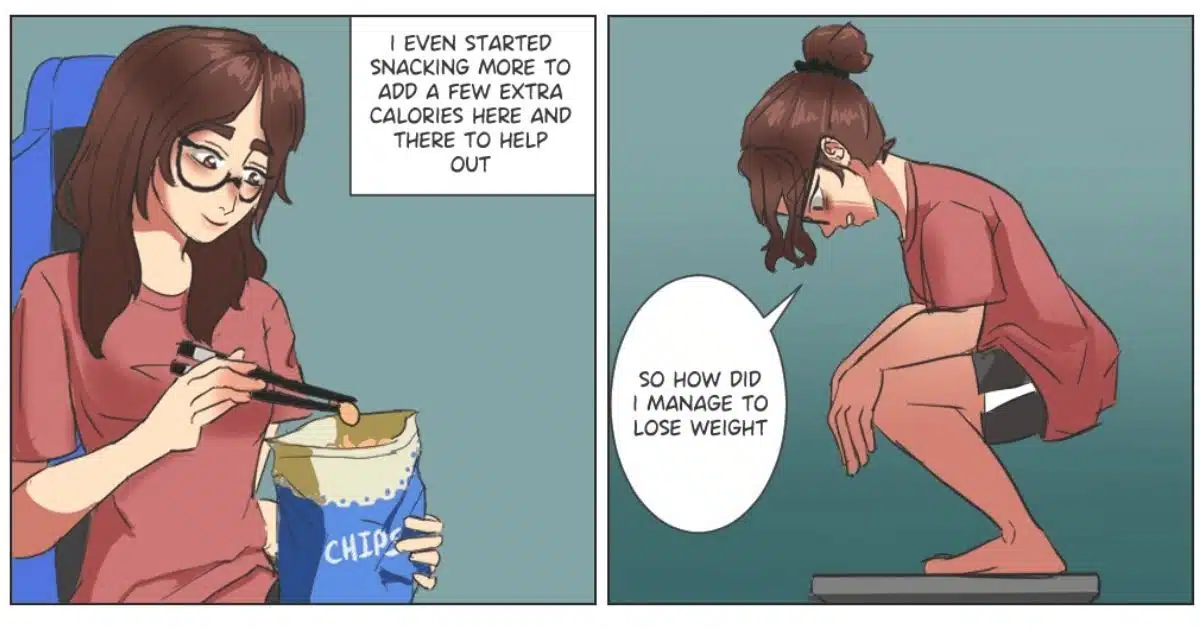 I EVEN STARTED
SNACKING MORE TO
ADD A FEW EXTRA
CALORIES HERE AND
THERE TO HELP
OUT
CHIPS
SO HOW DID
I MANAGE TO
LOSE WEIGHT